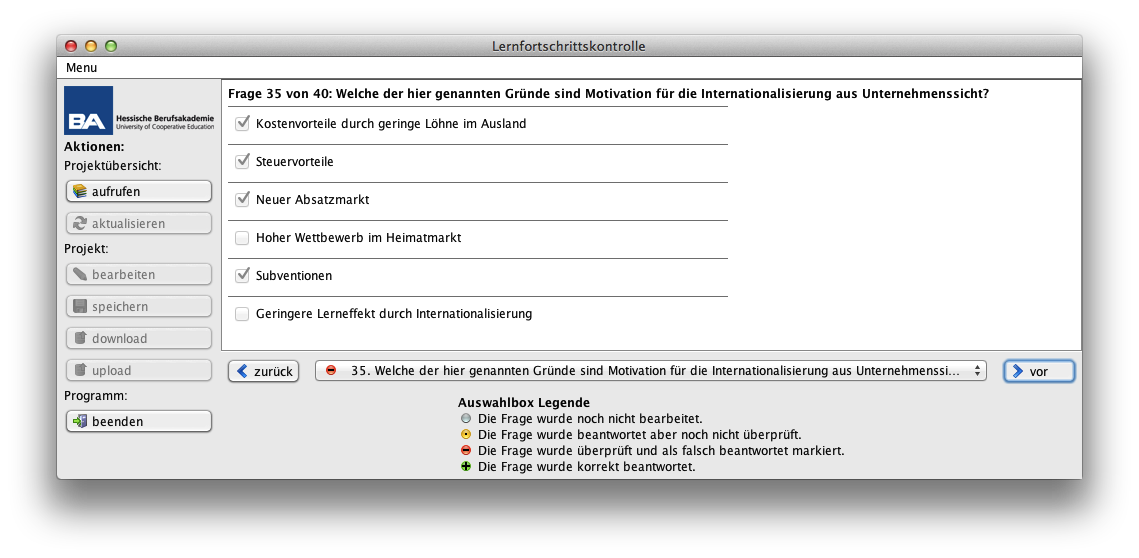 Lernfortschrittskontrolle
Menu
BA Hessische Berufsakademie
University of Cooperative Education
Aktionen:
Projektübersicht:
aufrufen
aktualisieren
Projekt:
bearbeiten
speichern
download
upload
Programm:
beenden
Frage 35 von 40: Welche der hier genannten Gründe sind Motivation für die Internationalisierung aus Unternehmenssicht?
Kostenvorteile durch geringe Löhne im Ausland
Steuervorteile
Neuer Absatzmarkt
Hoher Wettbewerb im Heimatmarkt
Subventionen
Geringere Lerneffekt durch Internationalisierung
zurück
35. Welche der hier genannten Gründe sind Motivation für die Internationalisierung aus Unternehmenssi...
vor
Auswahlbox Legende
Die Frage wurde noch nicht bearbeitet.
Die Frage wurde beantwortet aber noch nicht überprüft.
Die Frage wurde überprüft und als falsch beantwortet markiert.
Die Frage wurde korrekt beantwortet.